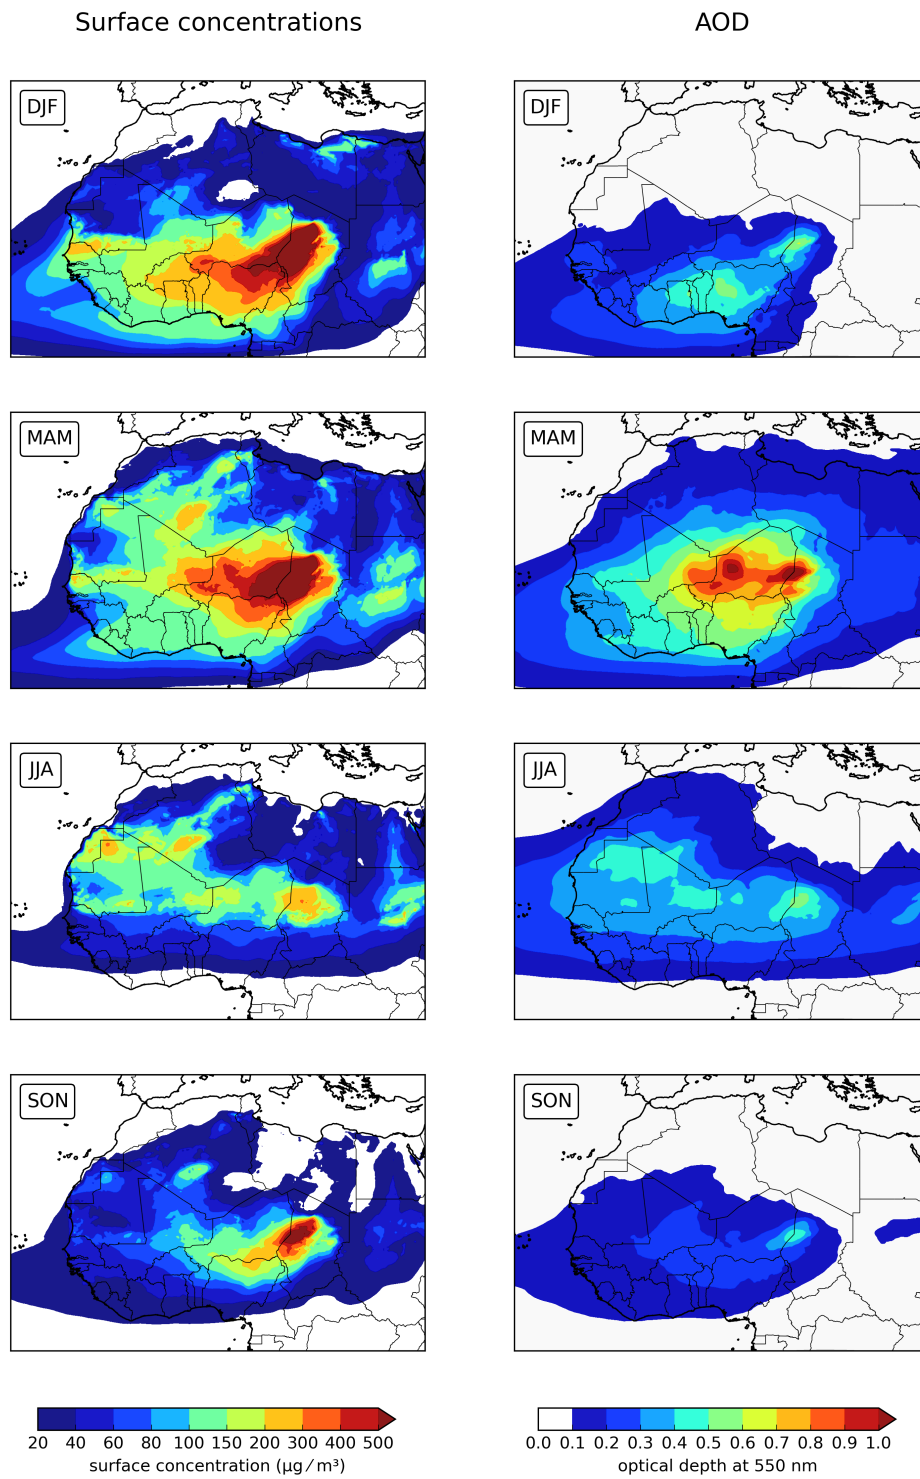 Surface concentrations
AOD
DJF
DJF
MAM
MAM
JJA
JJA
SON
SON
20 40 60 80 100 150 200 300 400 500
surface concentration (μg ⁄ m³)
0.0 0.1 0.2 0.3 0.4 0.5 0.6 0.7 0.8 0.9 1.0
optical depth at 550 nm